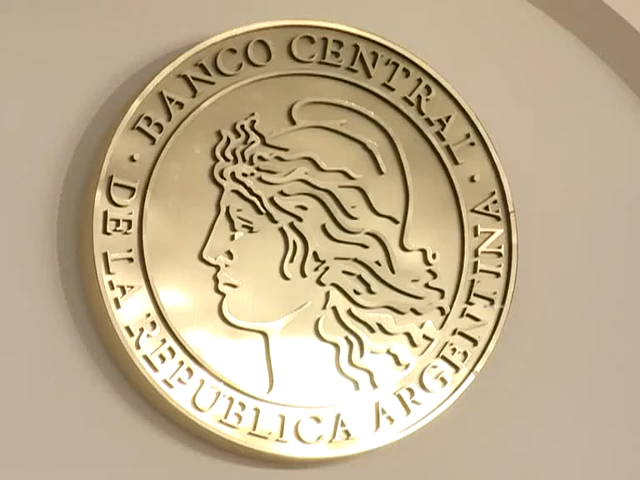 · BANCO CENTRAL ·
DE LA REPUBLICA ARGENTINA